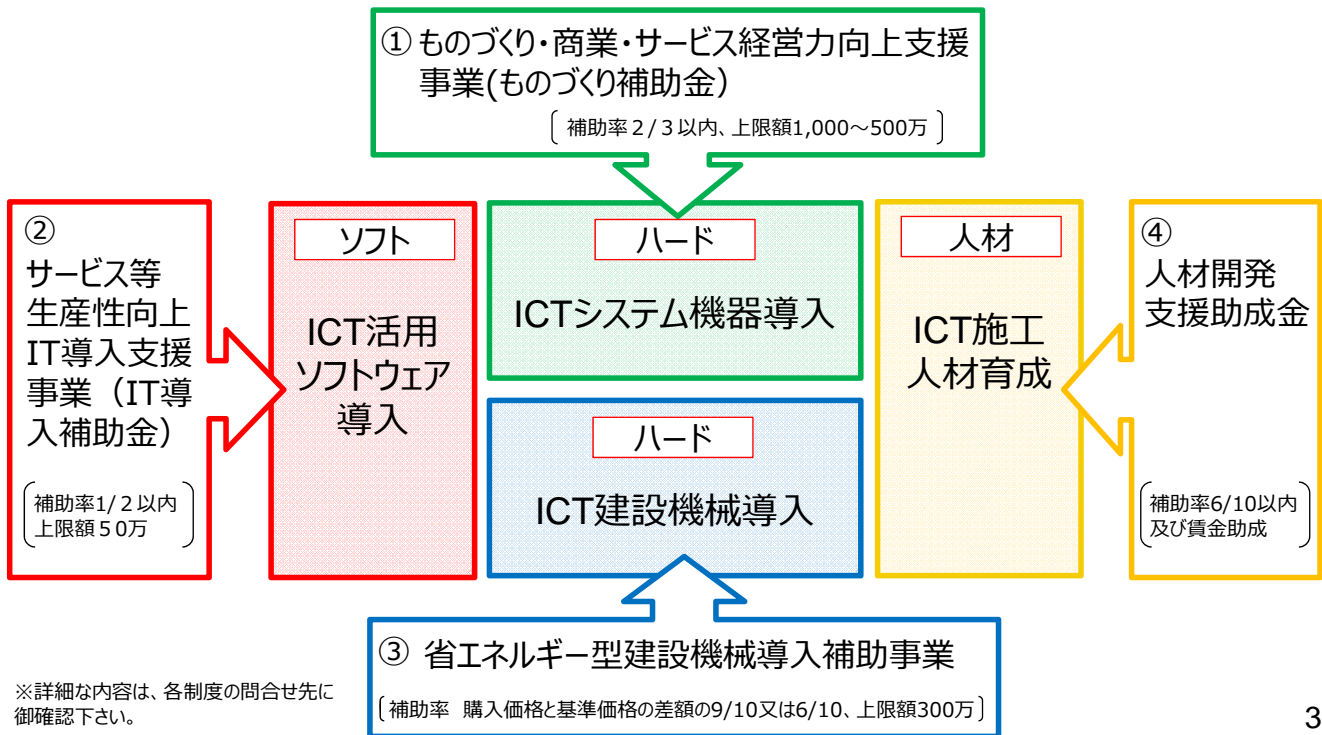 ① ものづくり・商業・サービス経営力向上支援
事業(ものづくり補助金）
補助率２/３以内、上限額1,000～500万
②
サービス等
生産性向上
IT導入支援
事業（IT導
入補助金）
補助率1/２以内
上限額５０万
ソフト
ICT活用
ソフトウェア
導入
ハード
ICTシステム機器導入
ハード
ICT建設機械導入
人材
ICT施工
人材育成
④
人材開発
支援助成金
補助率6/10以内
及び賃金助成
③ 省エネルギー型建設機械導入補助事業
補助率 購入価格と基準価格の差額の9/10又は6/10、上限額300万
※詳細な内容は、各制度の問合せ先に
御確認下さい。
3